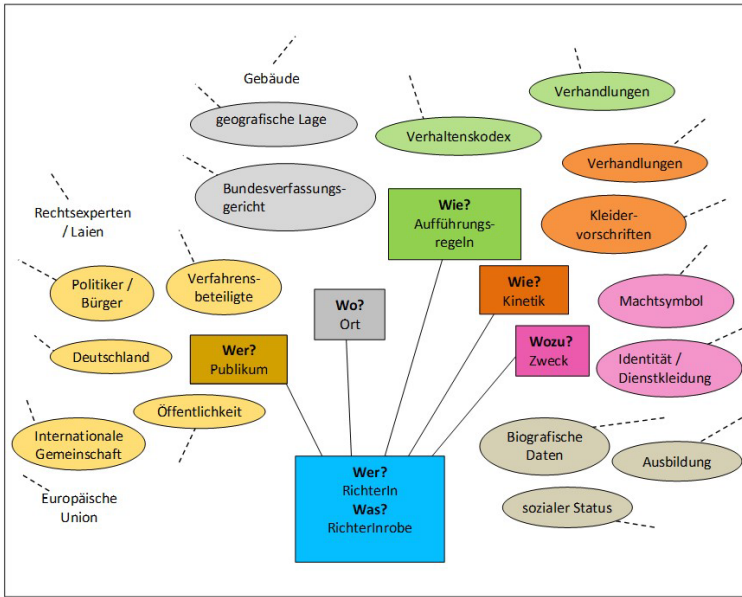 Gebäude
geografische Lage
Verhandlungen
Verhaltenskodex
Verhandlungen
Bundesverfassungs-
gericht
Rechtsexperten
/ Laien
Wie?
Aufführungs-
regeln
Kleider-
vorschriften
Politiker /
Bürger
Verfahrens-
beteiligte
Wie?
Kinetik
Machtsymbol
Wo?
Ort
Wer?
Publikum
Wozu?
Zweck
Deutschland
Identität /
Dienstkleidung
Öffentlichkeit
Internationale
Gemeinschaft
Biografische
Daten
Ausbildung
Wer?
RichterIn
Was?
RichterInrobe
Europäische
Union
sozialer Status